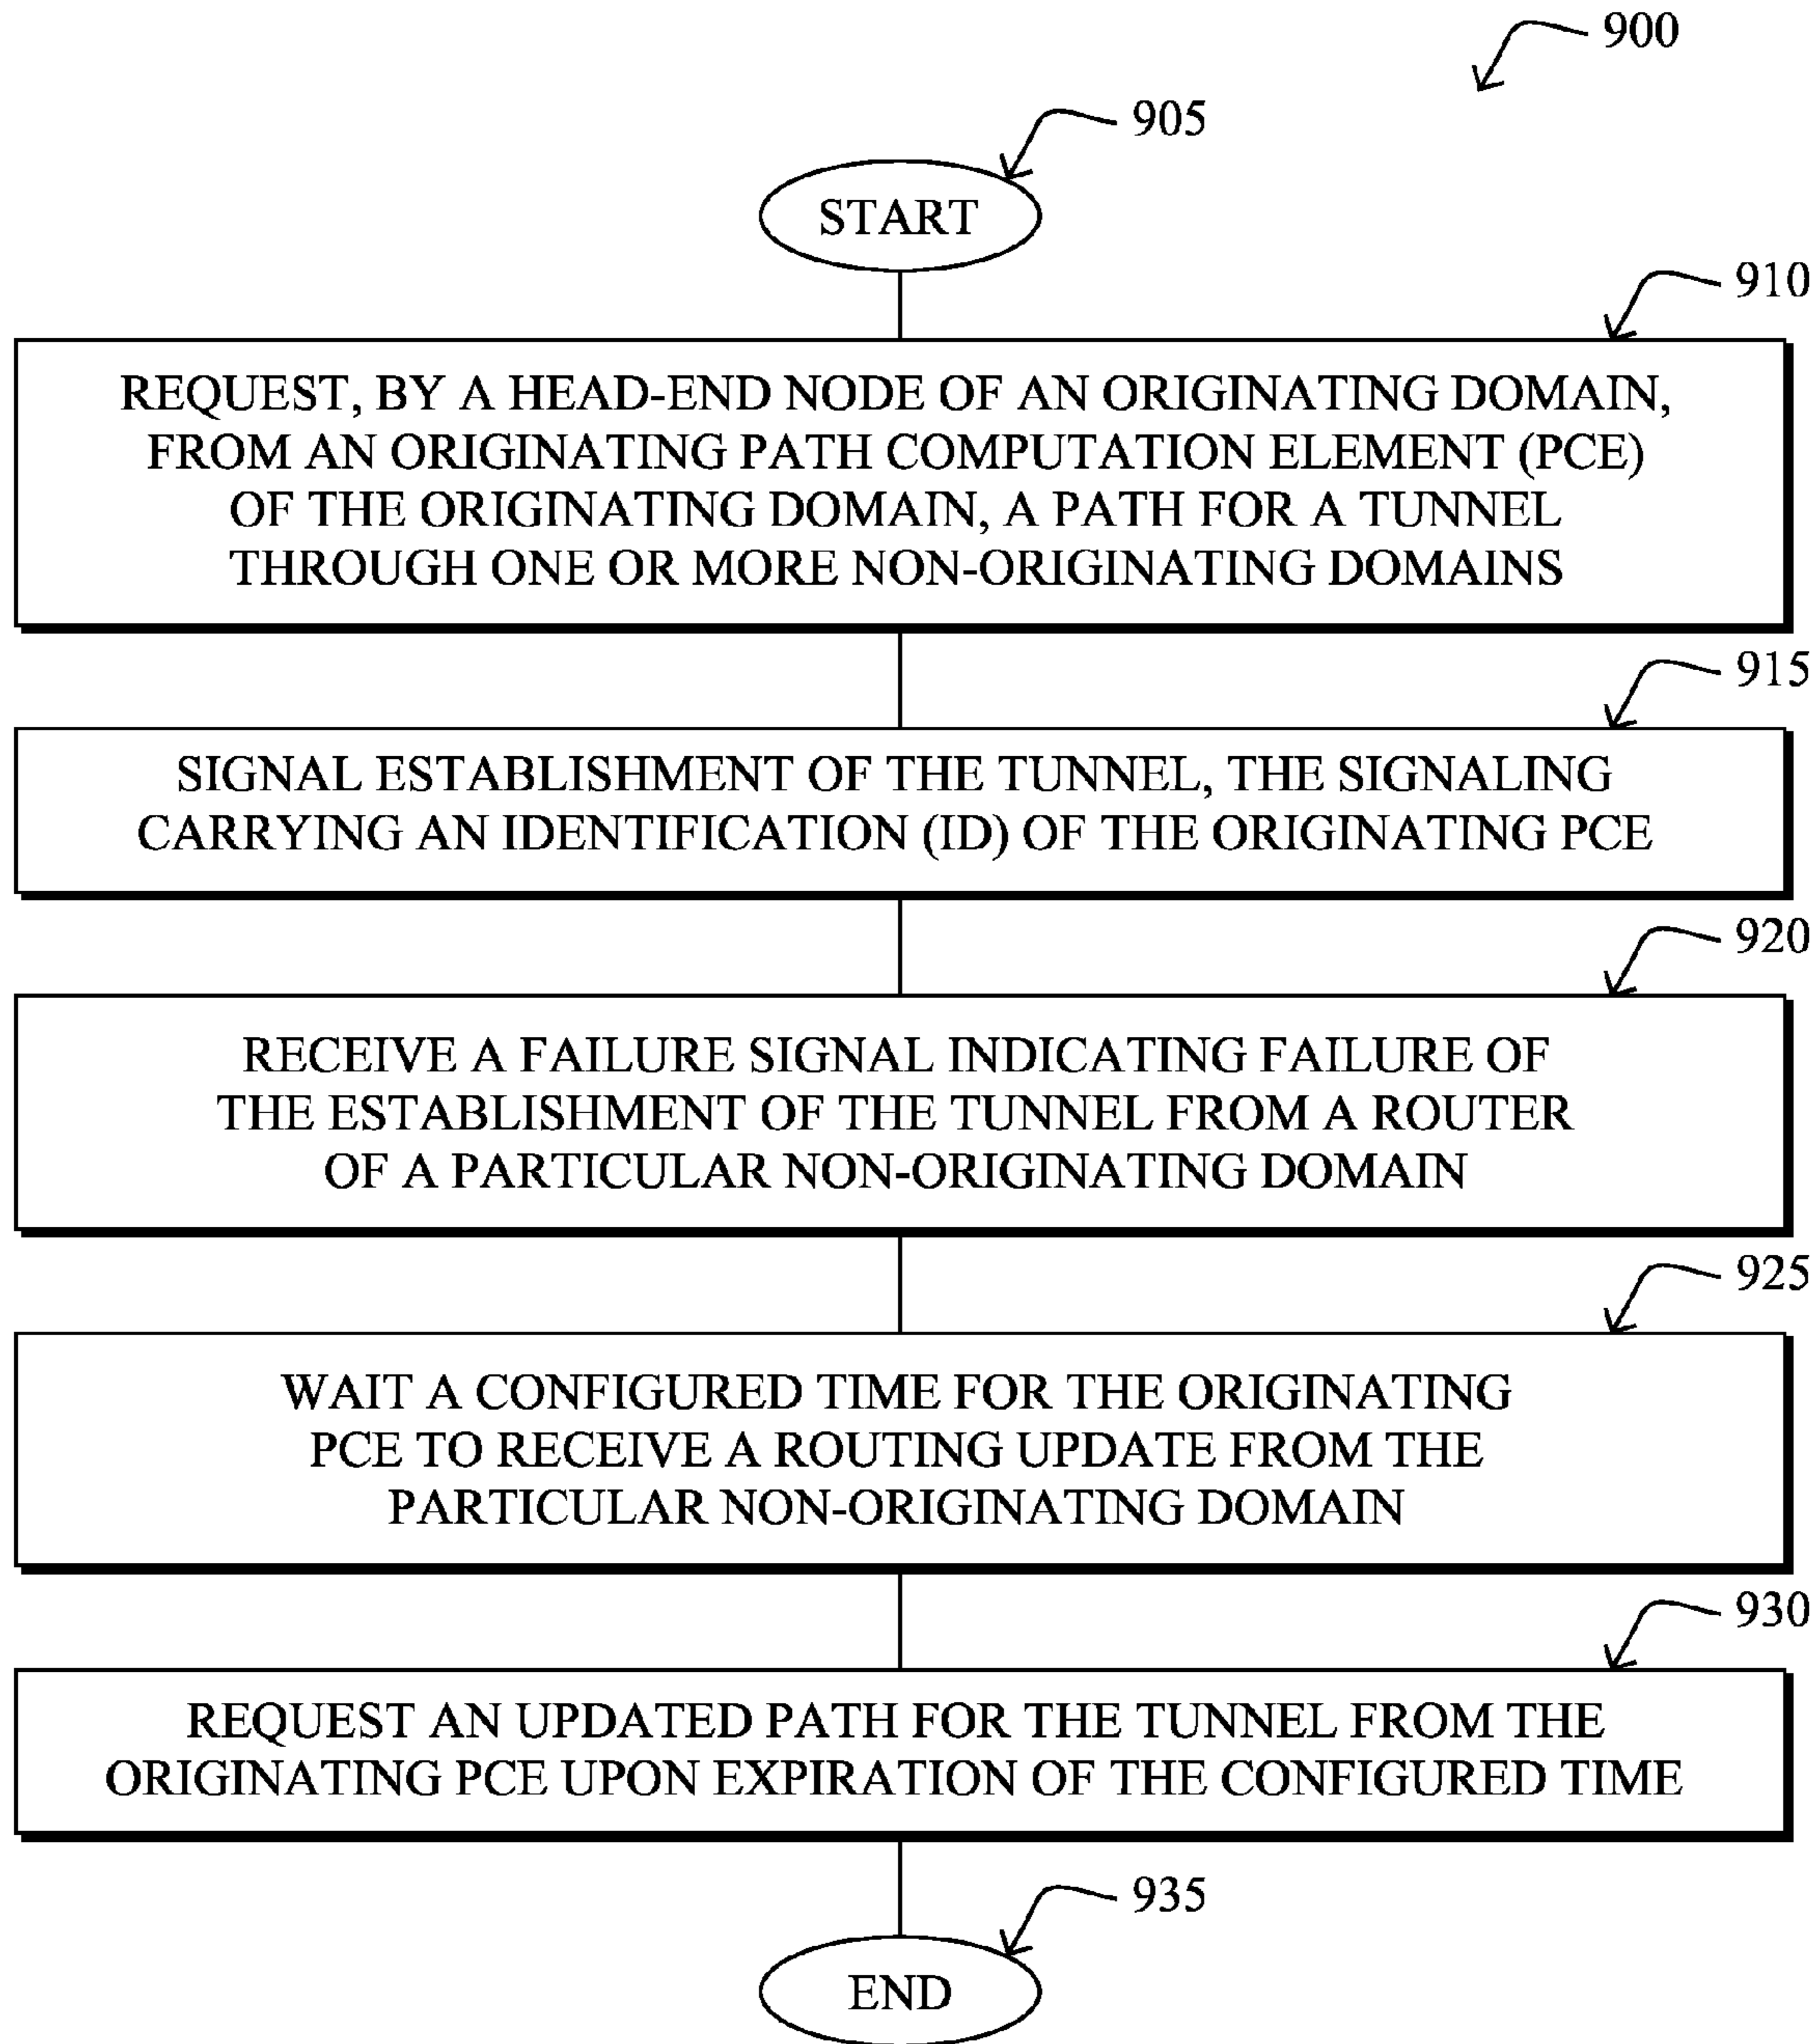 900
905
START
910
REQUEST, BY A HEAD-END NODE OF AN ORIGINATING DOMAIN,
FROM AN ORIGINATING PATH COMPUTATION ELEMENT (PCE)
OF THE ORIGINATING DOMAIN, A PATH FOR A TUNNEL
THROUGH ONE OR MORE NON-ORIGINATING DOMAINS
915
SIGNAL ESTABLISHMENT OF THE TUNNEL, THE SIGNALING
CARRYING AN IDENTIFICATION (ID) OF THE ORIGINATING PCE
920
RECEIVE A FAILURE SIGNAL INDICATING FAILURE OF
THE ESTABLISHMENT OF THE TUNNEL FROM A ROUTER
OF A PARTICULAR NON-ORIGINATING DOMAIN
925
WAIT A CONFIGURED TIME FOR THE ORIGINATING
PCE TO RECEIVE A ROUTING UPDATE FROM THE
PARTICULAR NON-ORIGINATING DOMAIN
930
REQUEST AN UPDATED PATH FOR THE TUNNEL FROM THE
ORIGINATING PCE UPON EXPIRATION OF THE CONFIGURED TIME
935
END